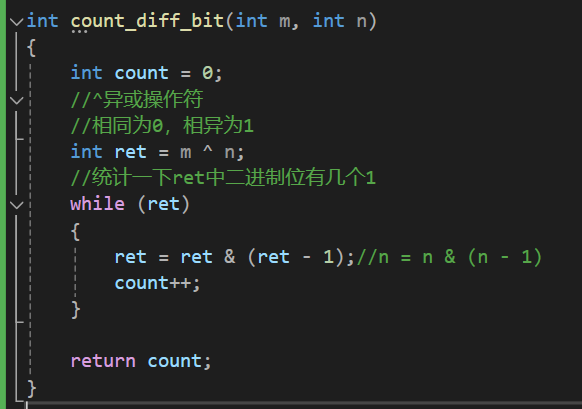 int count_diff_bit(int m, int n)
{
    int count = 0;
    //^异或操作符
    //相同为0，相异为1
    int ret = m ^ n;
    //统计一下ret中二进制位有几个1
    while (ret)
    {
        ret = ret & (ret - 1);//n = n & (n - 1)
        count++;
    }
    return count;
}